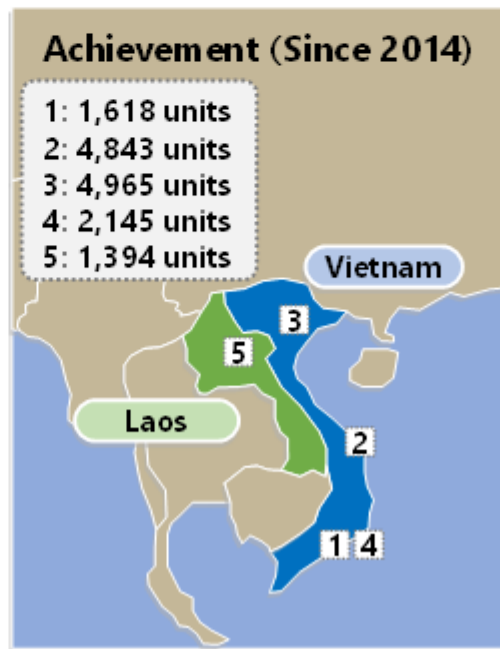 Achievement (Since 2014)
1: 1,618 units
2: 4,843 units
3: 4,965 units
4: 2,145 units
5: 1,394 units
Vietnam
3
5
Laos
2
1 4